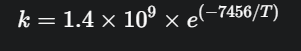 k = 1.4 × 10⁹ × e^(−7456/T)